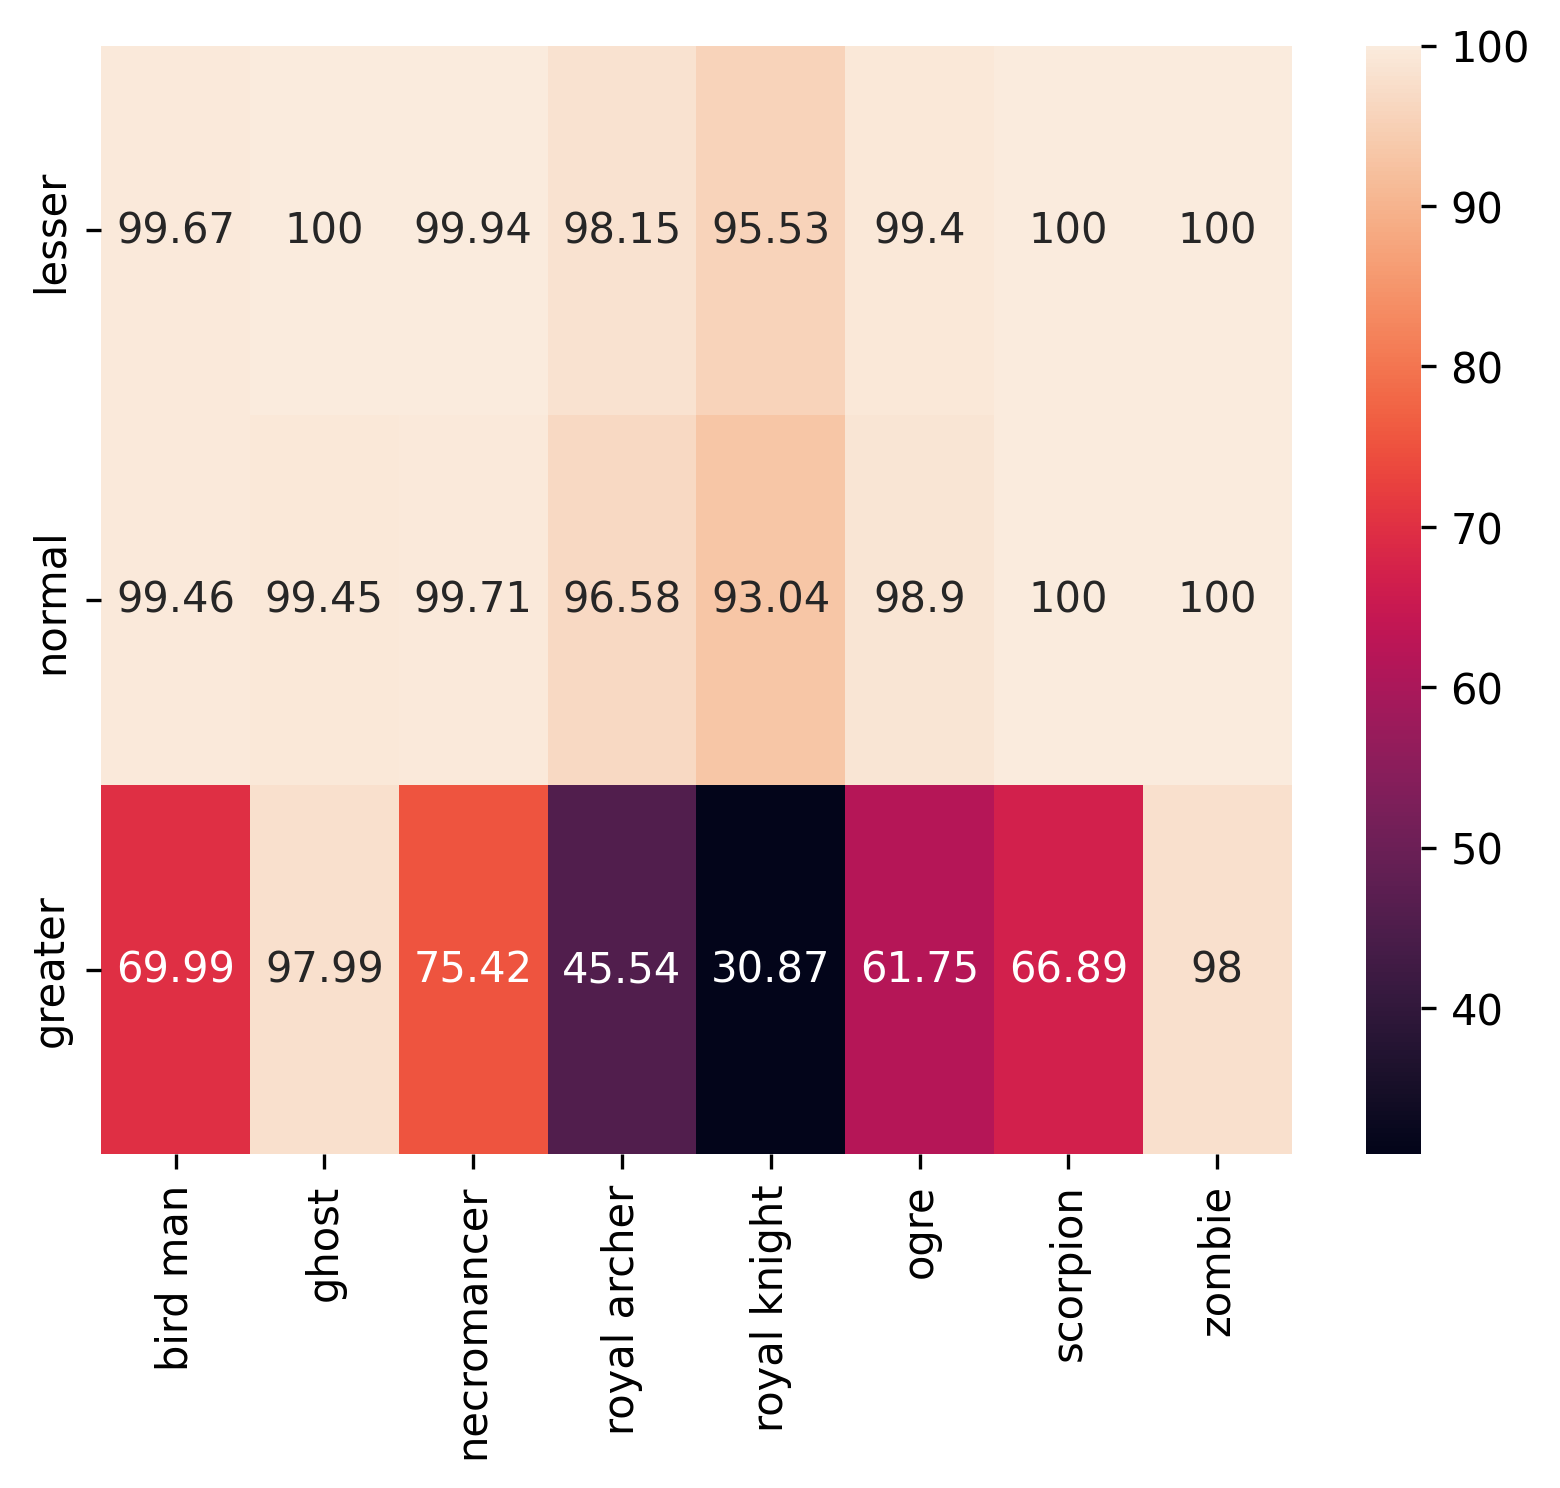 lesser 99.67 100 99.94 98.15 95.53 99.4 100 100
normal 99.46 99.45 99.71 96.58 93.04 98.9 100 100
greater 69.99 97.99 75.42 45.54 30.87 61.75 66.89 98
bird man
ghost
necromancer
royal archer
royal knight
ogre
scorpion
zombie
100
90
80
70
60
50
40